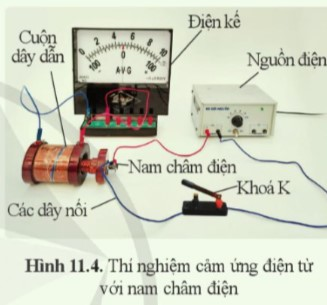 Điện kế
Cuộn
dây dẫn
Nguồn điện
AVG
Nam châm điện
Khoá K
Các dây nối
Hình 11.4. Thí nghiệm cảm ứng điện từ
với nam châm điện